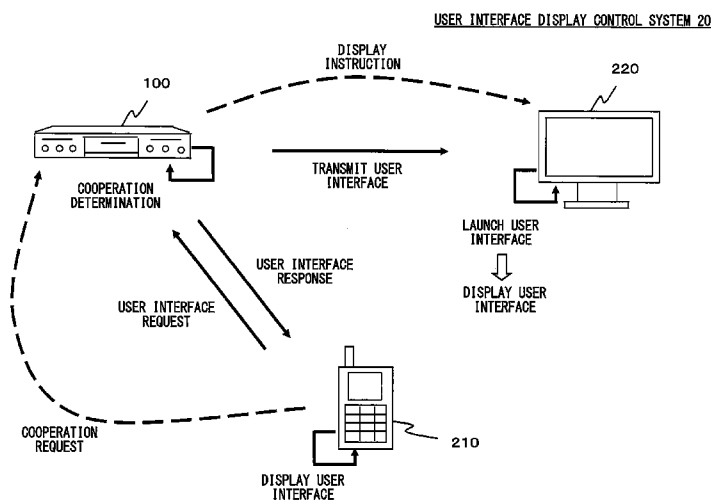 USER INTERFACE DISPLAY CONTROL SYSTEM 20
DISPLAY
INSTRUCTION
100
220
COOPERATION
DETERMINATION
TRANSMIT USER
INTERFACE
LAUNCH USER
INTERFACE
DISPLAY USER
INTERFACE
USER INTERFACE
RESPONSE
USER INTERFACE
REQUEST
COOPERATION
REQUEST
210
DISPLAY USER
INTERFACE